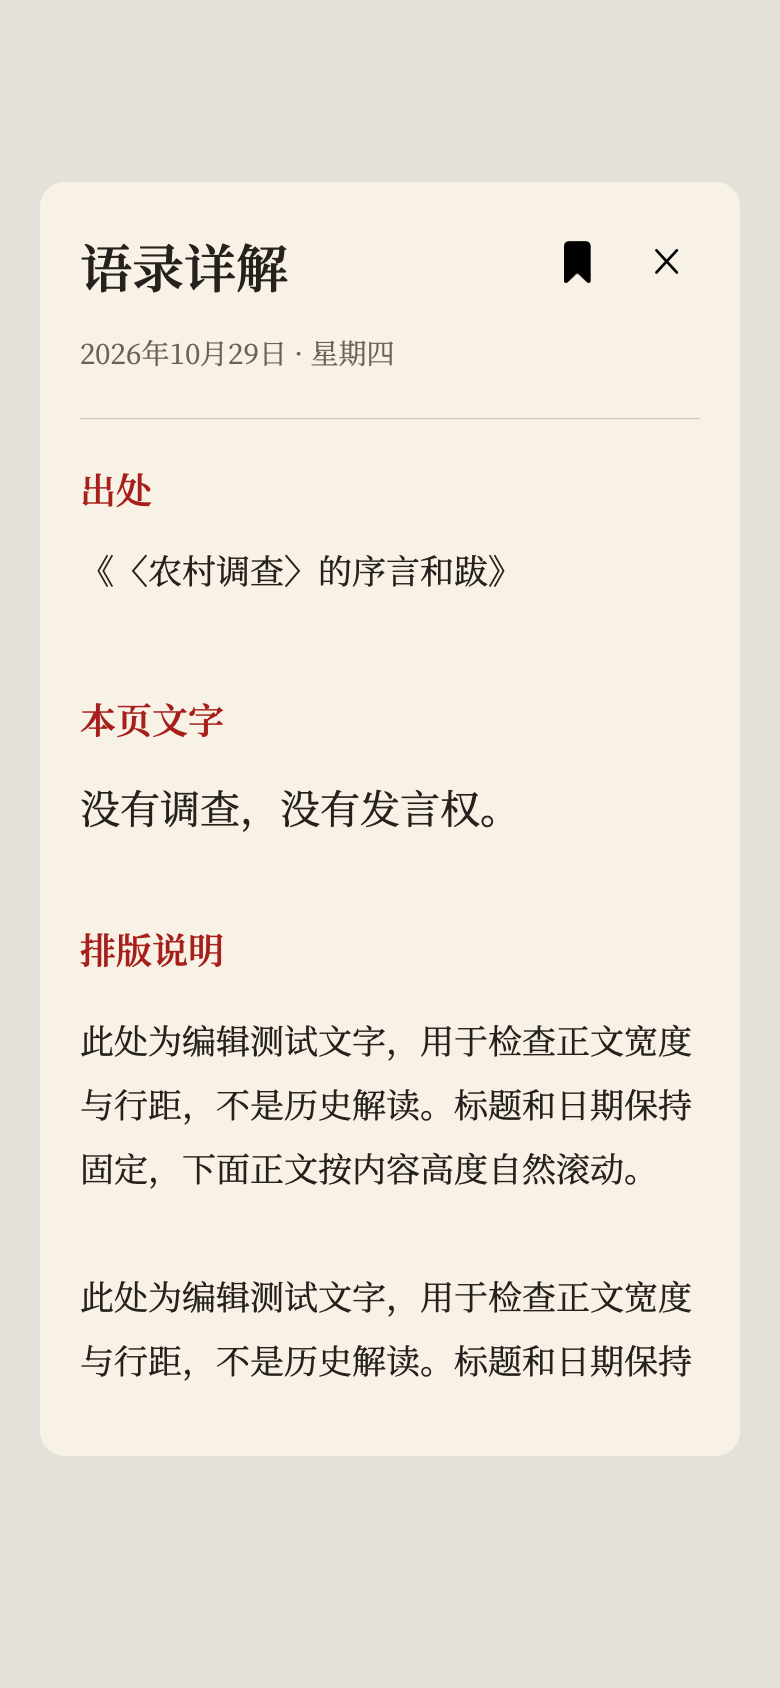 语录详解
2026年10月29日 · 星期四
出处
《〈农村调查〉的序言和跋》
本页文字
没有调查，没有发言权。
排版说明
此处为编辑测试文字，用于检查正文宽度
与行距，不是历史解读。标题和日期保持
固定，下面正文按内容高度自然滚动。
此处为编辑测试文字，用于检查正文宽度
与行距，不是历史解读。标题和日期保持